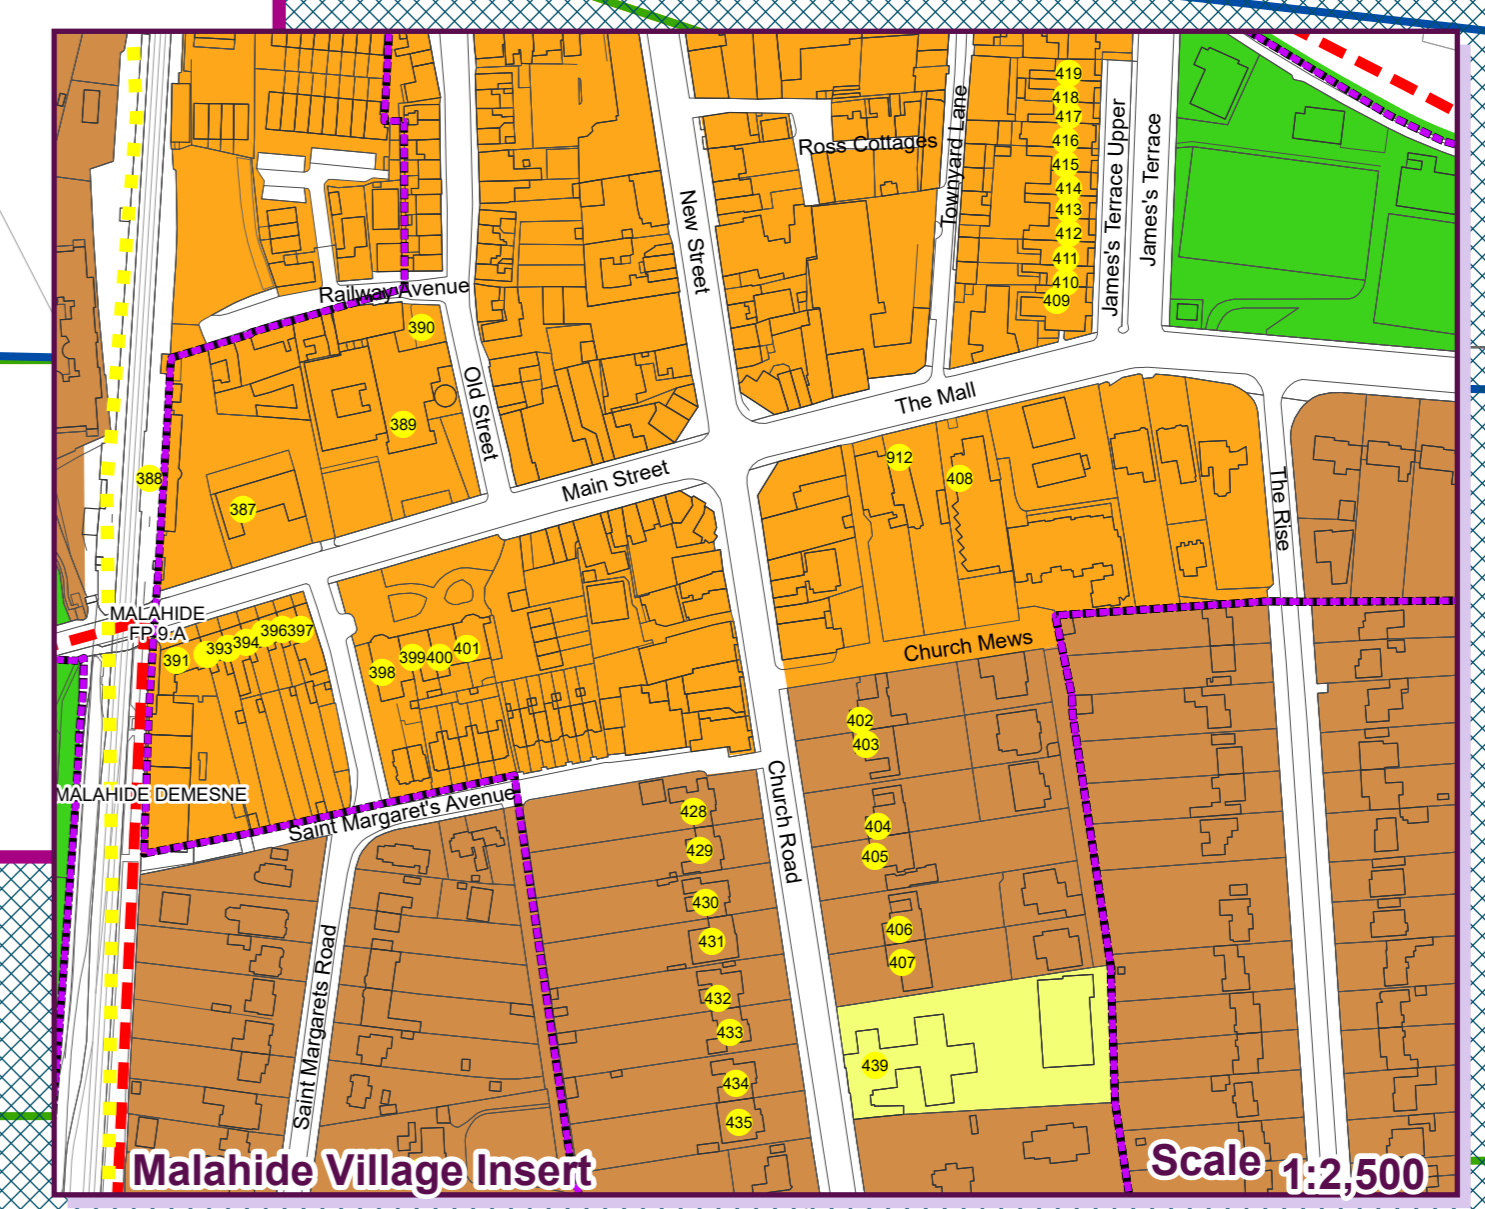 419
418
417
416
415
414
413
412
411
410
409
Ross Cottages
Townyard Lane
James's Terrace Upper
James's Terrace
New Street
Railway Avenue
390
Old Street
389
388
387
The Mall
Main Street
912
408
The Rise
MALAHIDE
FP 9.A
391
393
394
396
397
398
399
400
401
Church Mews
402
403
MALAHIDE DEMESNE
Saint Margaret's Avenue
Church Road
428
429
430
431
432
433
434
435
404
405
406
407
439
Saint Margarets Road
Malahide Village Insert
Scale 1:2,500